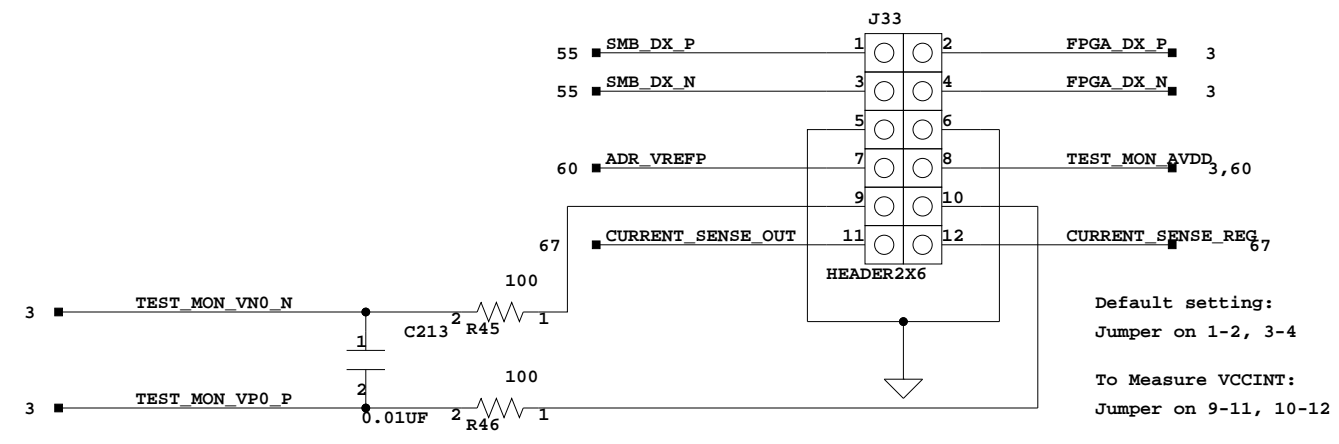 J33
55 SMB_DX_P 1 2 FPGA_DX_P 3
55 SMB_DX_N 3 4 FPGA_DX_N 3
5 6
60 ADR_VREFP 7 8 TEST_MON_AVDD 3,60
9 10
67 CURRENT_SENSE_OUT 11 12 CURRENT_SENSE_REG 67
HEADER2X6
100
3 TEST_MON_VN0_N 2 R45 1
C213
1
2
0.01UF
100
3 TEST_MON_VP0_P 2 R46 1
Default setting:
Jumper on 1-2, 3-4
To Measure VCCINT:
Jumper on 9-11, 10-12